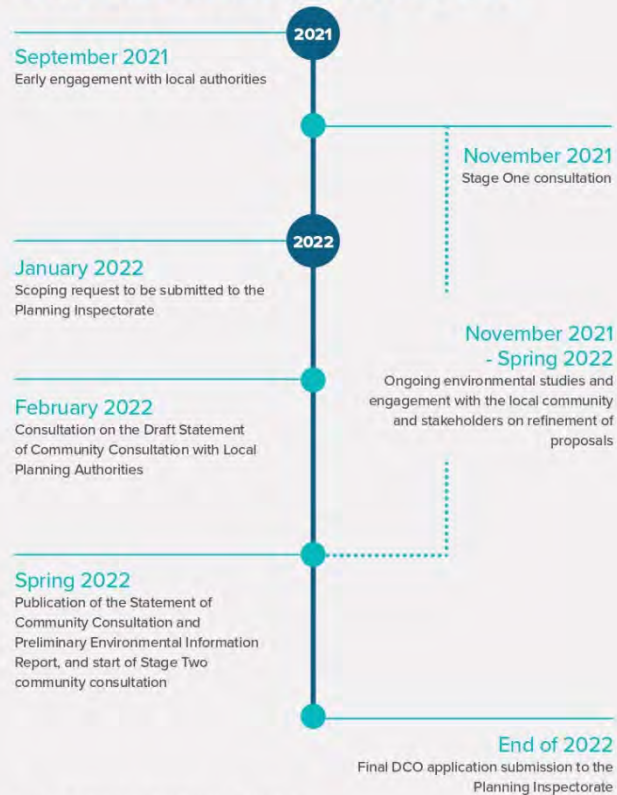 2021
September 2021
Early engagement with local authorities
November 2021
Stage One consultation
2022
January 2022
Scoping request to be submitted to the
Planning Inspectorate
November 2021
- Spring 2022
Ongoing environmental studies and
engagement with the local community
and stakeholders on refinement of
proposals
February 2022
Consultation on the Draft Statement
of Community Consultation with Local
Planning Authorities
Spring 2022
Publication of the Statement of
Community Consultation and
Preliminary Environmental Information
Report, and start of Stage Two
community consultation
End of 2022
Final DCO application submission to the
Planning Inspectorate